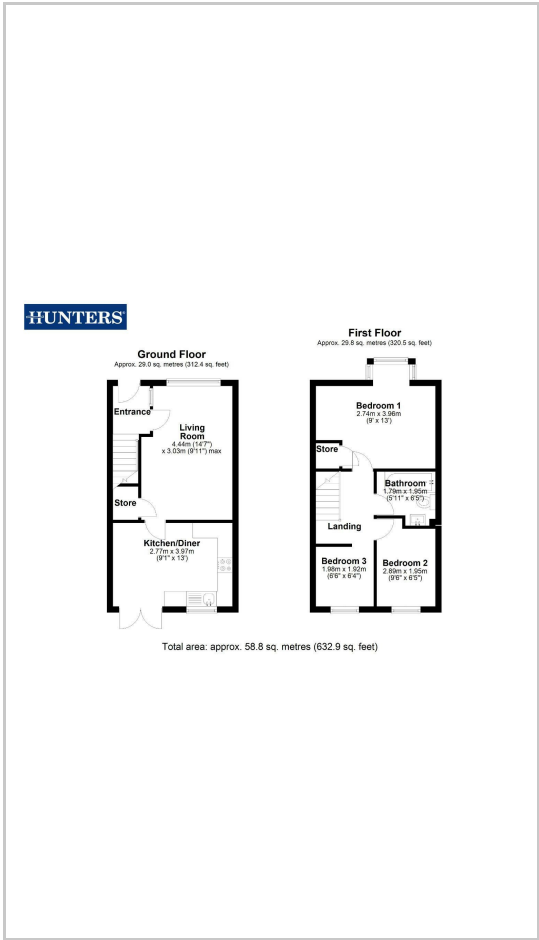 HUNTERS
Ground Floor
Approx. 29.0 sq. metres (312.4 sq. feet)
Entrance
Living
Room
4.44m (14'7")
x 3.03m (9'11") max
Store
Kitchen/Diner
2.77m x 3.97m
(9'1" x 13')
First Floor
Approx. 29.8 sq. metres (320.5 sq. feet)
Bedroom 1
2.74m x 3.96m
(9' x 13')
Store
Bathroom
1.79m x 1.95m
(5'11" x 6'5")
Landing
Bedroom 3
1.98m x 1.92m
(6'6" x 6'4")
Bedroom 2
2.89m x 1.95m
(9'6" x 6'5")
Total area: approx. 58.8 sq. metres (632.9 sq. feet)